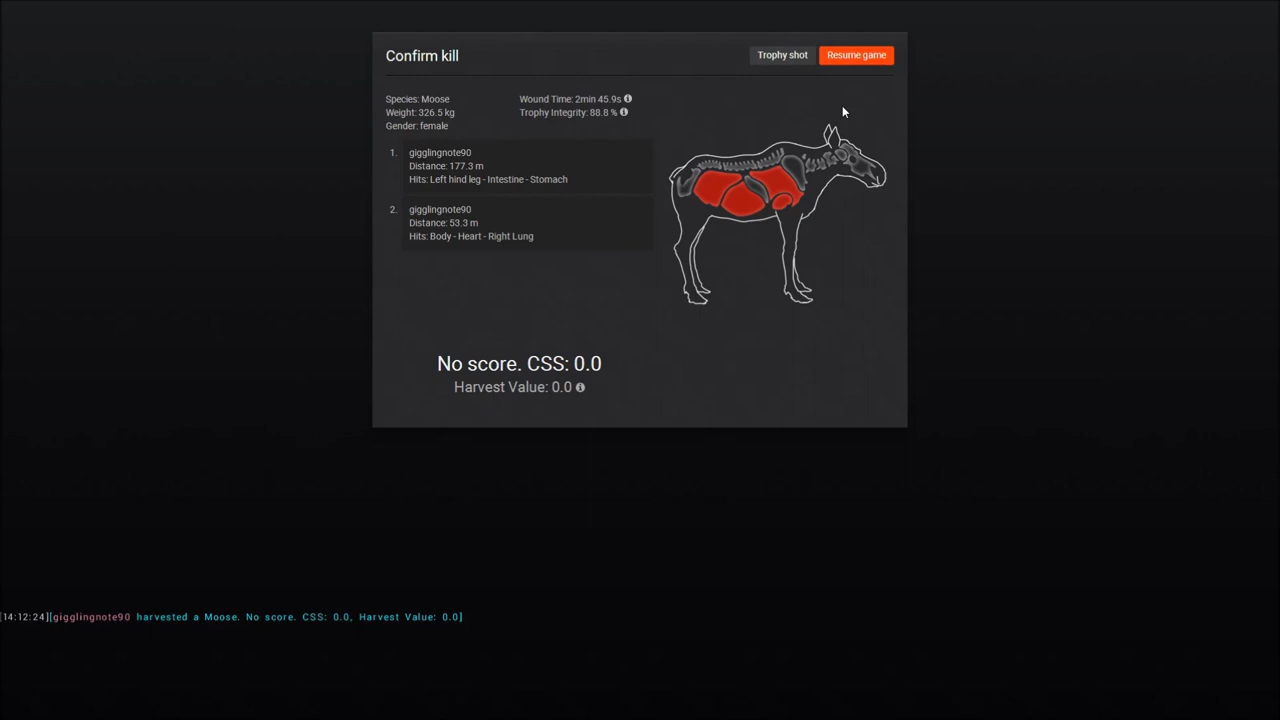 Confirm kill
Trophy shot
Resume game
Species: Moose
Weight: 326.5 kg
Gender: female
Wound Time: 2min 45.9s
Trophy Integrity: 88.8 %
1. gigglingnote90
Distance: 177.3 m
Hits: Left hind leg - Intestine - Stomach
2. gigglingnote90
Distance: 53.3 m
Hits: Body - Heart - Right Lung
No score. CSS: 0.0
Harvest Value: 0.0
[14:12:24][gigglingnote90 harvested a Moose. No score. CSS: 0.0, Harvest Value: 0.0]